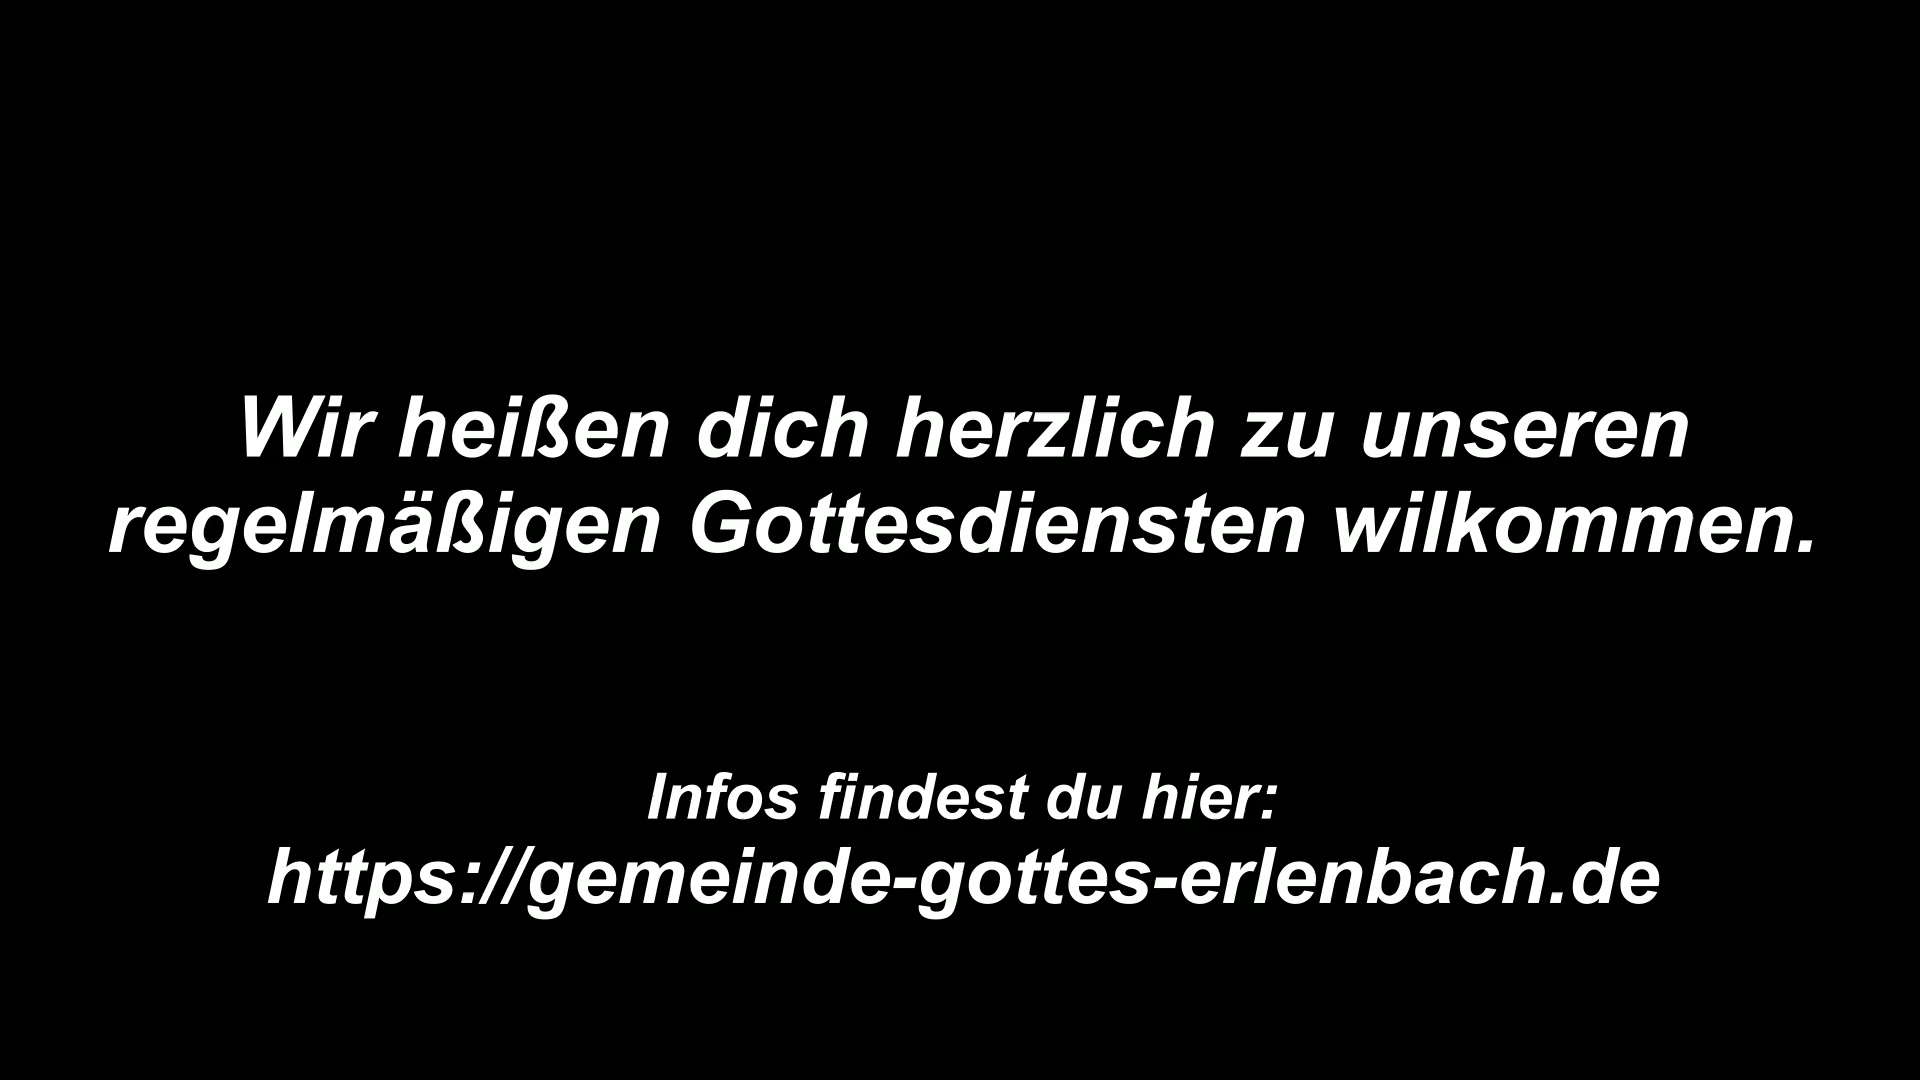 Wir heißen dich herzlich zu unseren
regelmäßigen Gottesdiensten wilkommen.
Infos findest du hier:
https://gemeinde-gottes-erlenbach.de